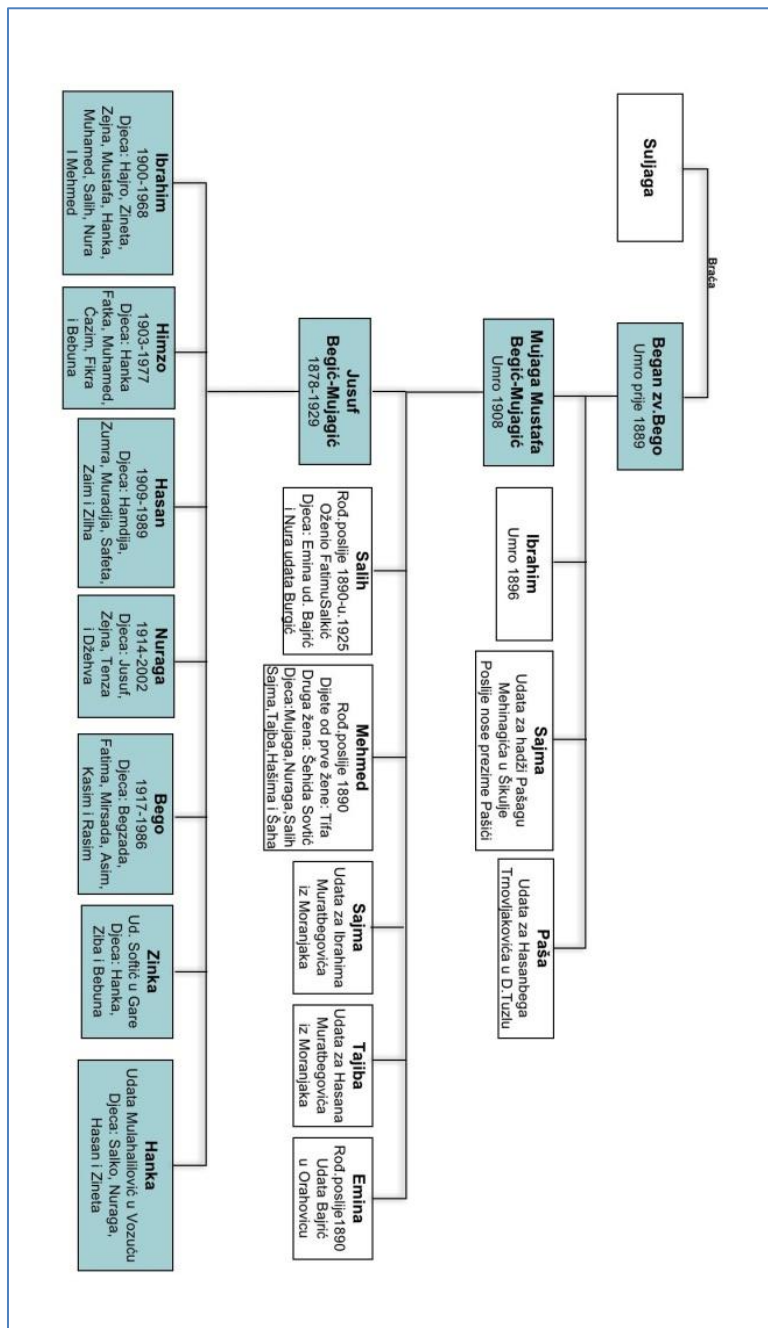 Suljaga
Braća
Began zv.Bego
Umro prije 1889
Mujaga Mustafa
Begić-Mujagić
Umro 1908
Ibrahim
Umro 1896
Sajma
Udata za hadži Pašagu
Mehinagića u Šikulje
Poslije nose prezime Pašići
Paša
Udata za Hasanbega
Trnovljakovića u D.Tuzlu
Jusuf
Begić-Mujagić
1878-1929
Salih
Rođ.poslije 1890-u.1925
Oženio FatimuSalkić
Djeca: Emina ud. Bajrić
i Nura udata Burgić
Mehmed
Rođ.poslije 1890
Dijete od prve žene: Tifa
Druga žena: Šehida Sovtić
Djeca:Mujaga,Nuraga,Salih
Sajma,Tajba,Hašima i Šaha
Sajma
Udata za Ibrahima
Muratbegovića
iz Moranjaka
Tajiba
Udata za Hasana
Muratbegovića
iz Moranjaka
Emina
Rođ.poslije1890
Udata Bajrić
u Orahovicu
Ibrahim
1900-1968
Djeca: Hajro, Zineta,
Zejna, Mustafa, Hanka,
Muhamed, Salih, Nura
I Mehmed
Himzo
1903-1977
Djeca: Hanka
Fatka, Muhamed,
Ćazim, Fikra
i Bebuna
Hasan
1909-1989
Djeca: Hamdija,
Zumra, Muradija, Safeta,
Zaim i Zilha
Nuraga
1914-2002
Djeca: Jusuf,
Zejna, Tenza
i Džehva
Bego
1917-1986
Djeca: Begzada,
Fatima, Mirsada, Asim,
Kasim i Rasim
Zinka
Ud. Softić u Gare
Djeca: Hanka,
Ziba i Bebuna
Hanka
Udata Mulahalilović u Vozuću
Djeca: Salko, Nuraga,
Hasan i Zineta